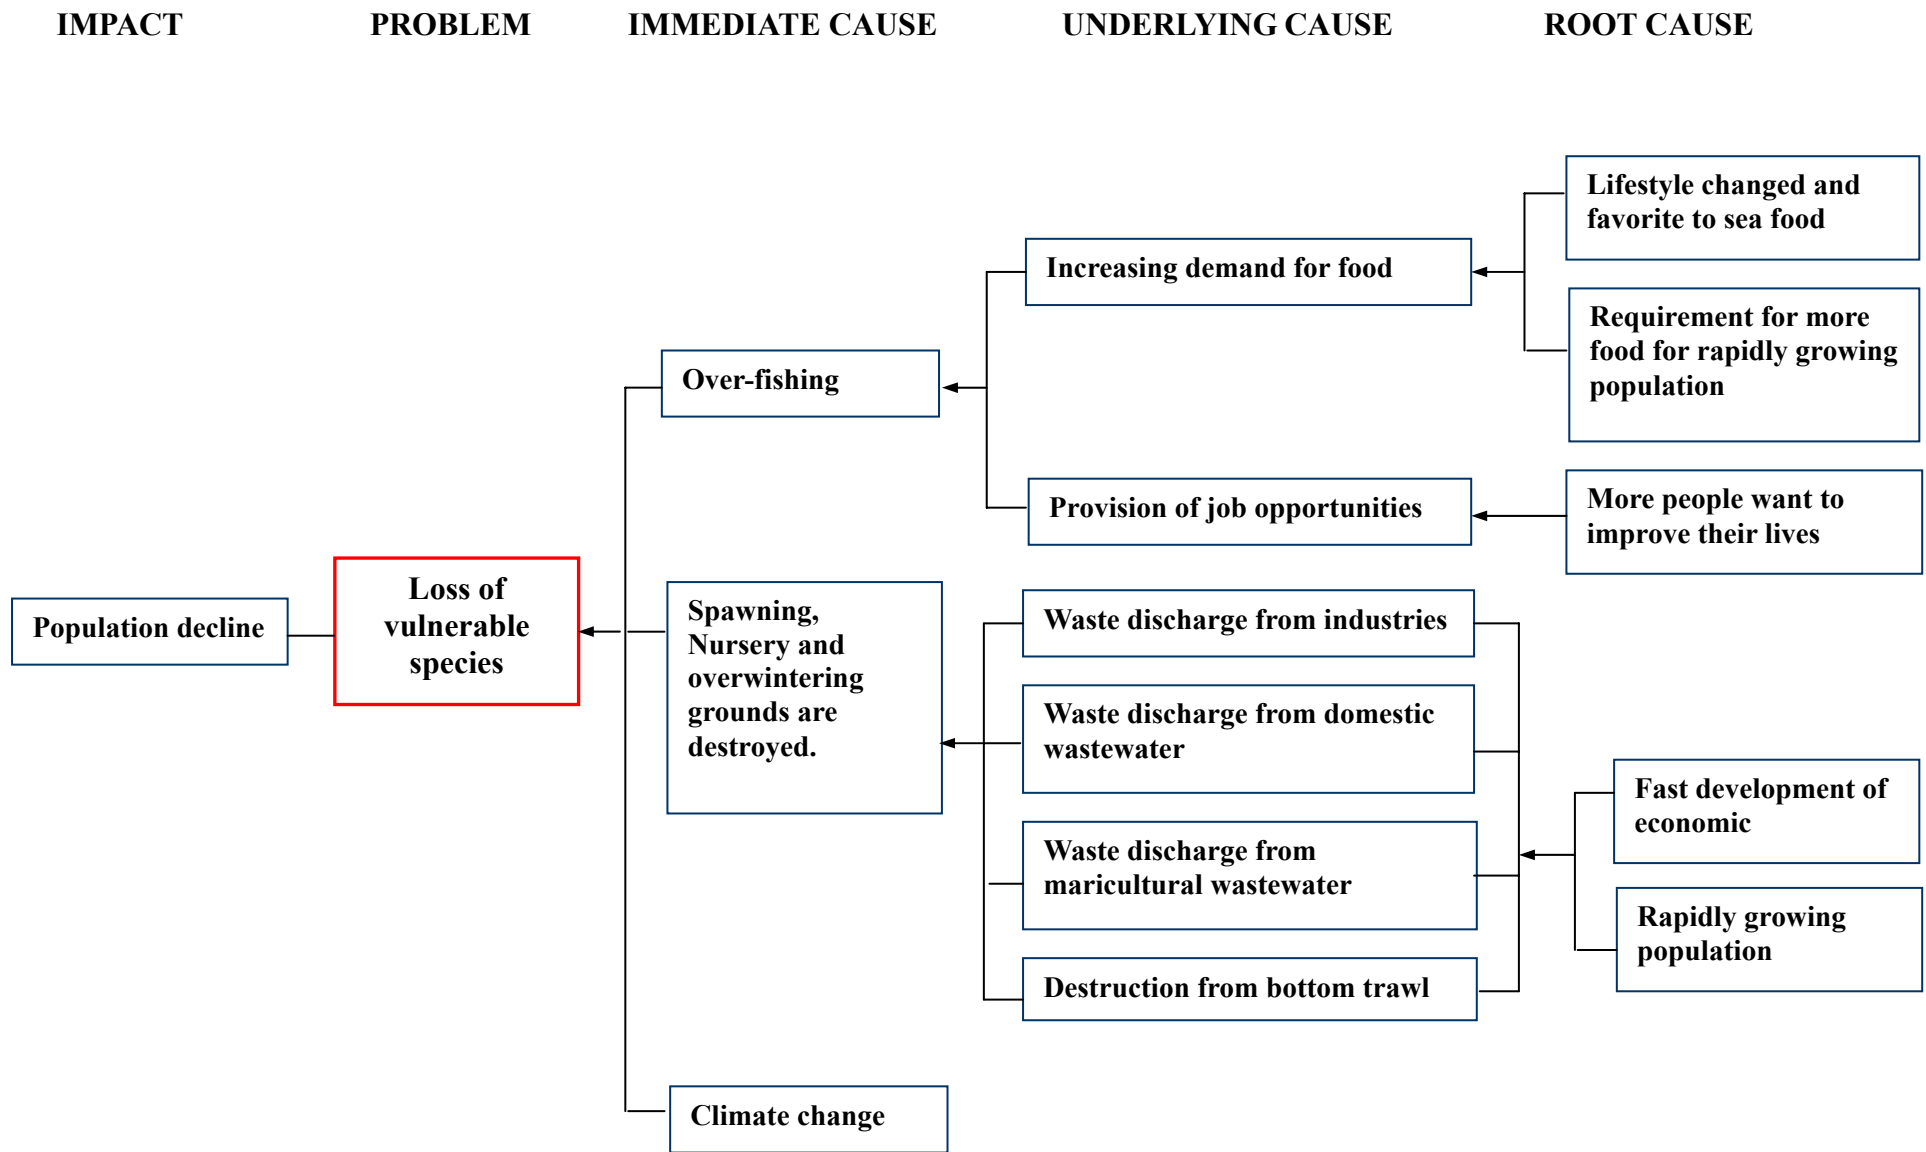 IMPACT PROBLEM IMMEDIATE CAUSE UNDERLYING CAUSE ROOT CAUSE
Population decline
Loss of
vulnerable
species
Over-fishing
Spawning,
Nursery and
overwintering
grounds are
destroyed.
Climate change
Increasing demand for food
Provision of job opportunities
Waste discharge from industries
Waste discharge from domestic
wastewater
Waste discharge from
maricultural wastewater
Destruction from bottom trawl
Lifestyle changed and
favorite to sea food
Requirement for more
food for rapidly growing
population
More people want to
improve their lives
Fast development of
economic
Rapidly growing
population